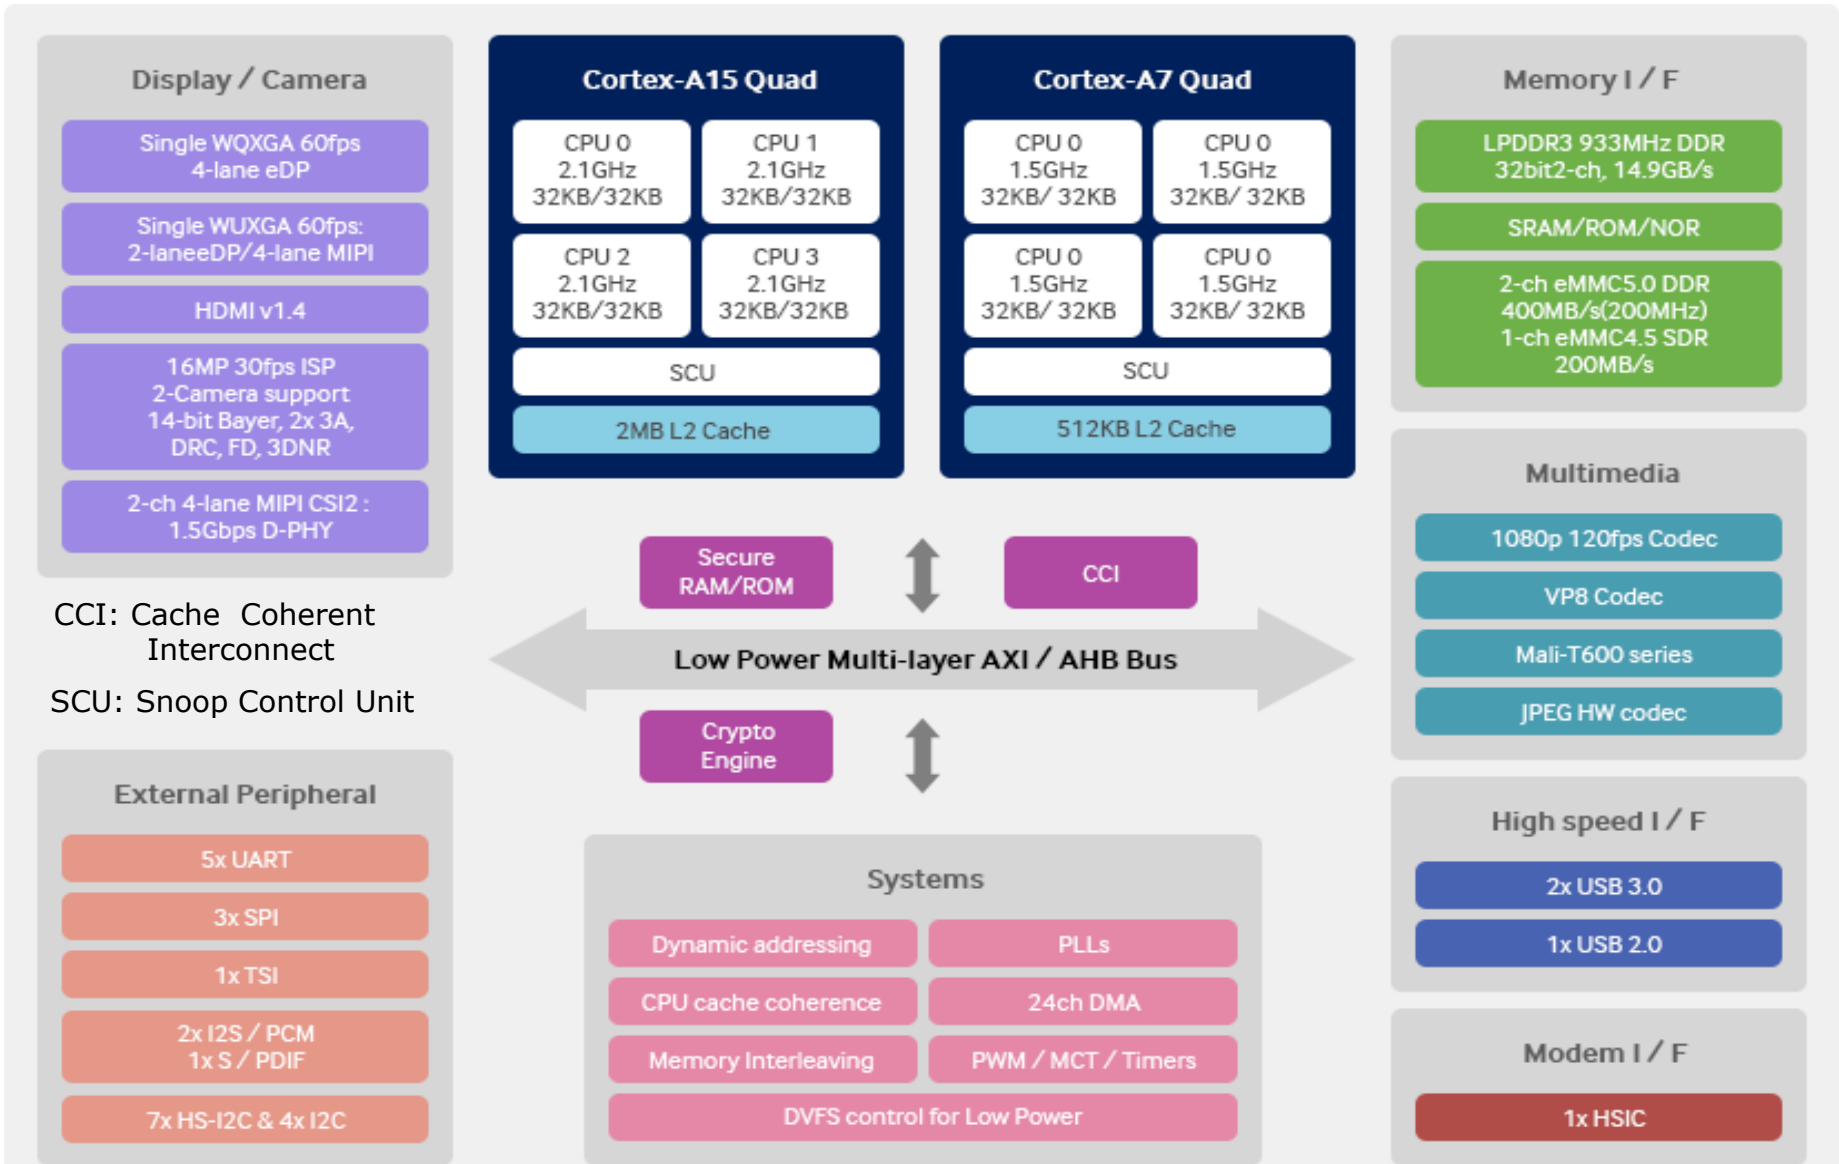 Display / Camera
Single WQXGA 60fps
4-lane eDP
Single WUXGA 60fps:
2-laneeDP/4-lane MIPI
HDMI v1.4
16MP 30fps ISP
2-Camera support
14-bit Bayer, 2x 3A,
DRC, FD, 3DNR
2-ch 4-lane MIPI CSI2 :
1.5Gbps D-PHY
CCI: Cache Coherent
Interconnect
SCU: Snoop Control Unit
External Peripheral
5x UART
3x SPI
1x TSI
2x I2S / PCM
1x S / PDIF
7x HS-I2C & 4x I2C
Cortex-A15 Quad
CPU 0
2.1GHz
32KB/32KB
CPU 1
2.1GHz
32KB/32KB
CPU 2
2.1GHz
32KB/32KB
CPU 3
2.1GHz
32KB/32KB
SCU
2MB L2 Cache
Cortex-A7 Quad
CPU 0
1.5GHz
32KB/ 32KB
CPU 0
1.5GHz
32KB/ 32KB
CPU 0
1.5GHz
32KB/ 32KB
CPU 0
1.5GHz
32KB/ 32KB
SCU
512KB L2 Cache
Secure
RAM/ROM
CCI
Low Power Multi-layer AXI / AHB Bus
Crypto
Engine
Systems
Dynamic addressing
PLLs
CPU cache coherence
24ch DMA
Memory Interleaving
PWM / MCT / Timers
DVFS control for Low Power
Memory I / F
LPDDR3 933MHz DDR
32bit2-ch, 14.9GB/s
SRAM/ROM/NOR
2-ch eMMC5.0 DDR
400MB/s(200MHz)
1-ch eMMC4.5 SDR
200MB/s
Multimedia
1080p 120fps Codec
VP8 Codec
Mali-T600 series
JPEG HW codec
High speed I / F
2x USB 3.0
1x USB 2.0
Modem I / F
1x HSIC